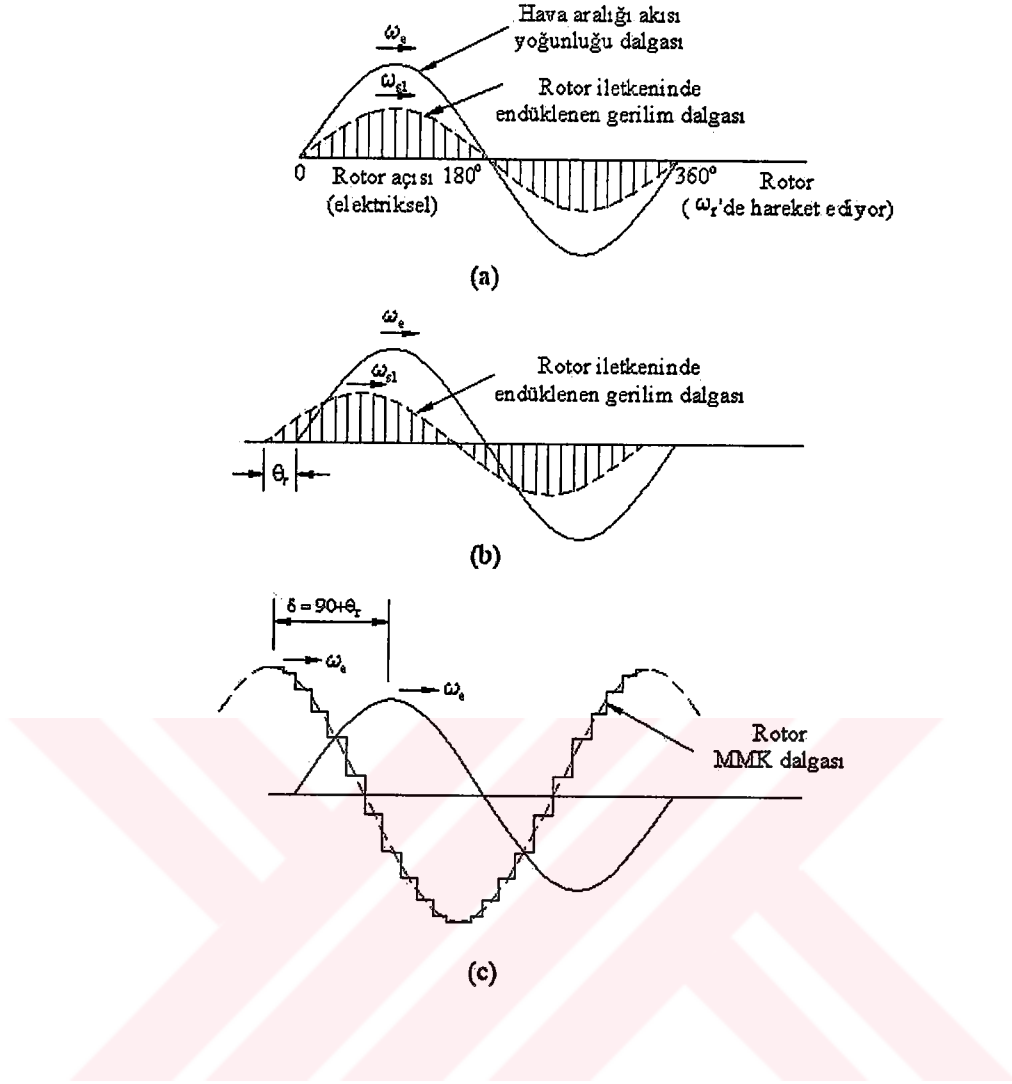 Hava aralığı akısı
yoğunluğu dalgası
ωe
ωsl
Rotor iletkeninde
endüklenen gerilim dalgası
0 Rotor açısı 180° 360° Rotor
(elektriksel) ( ωr'de hareket ediyor)
(a)
ωe
ωsl
Rotor iletkeninde
endüklenen gerilim dalgası
θr
(b)
δ = 90+θr
ωe
ωe
Rotor
MMK dalgası
(c)